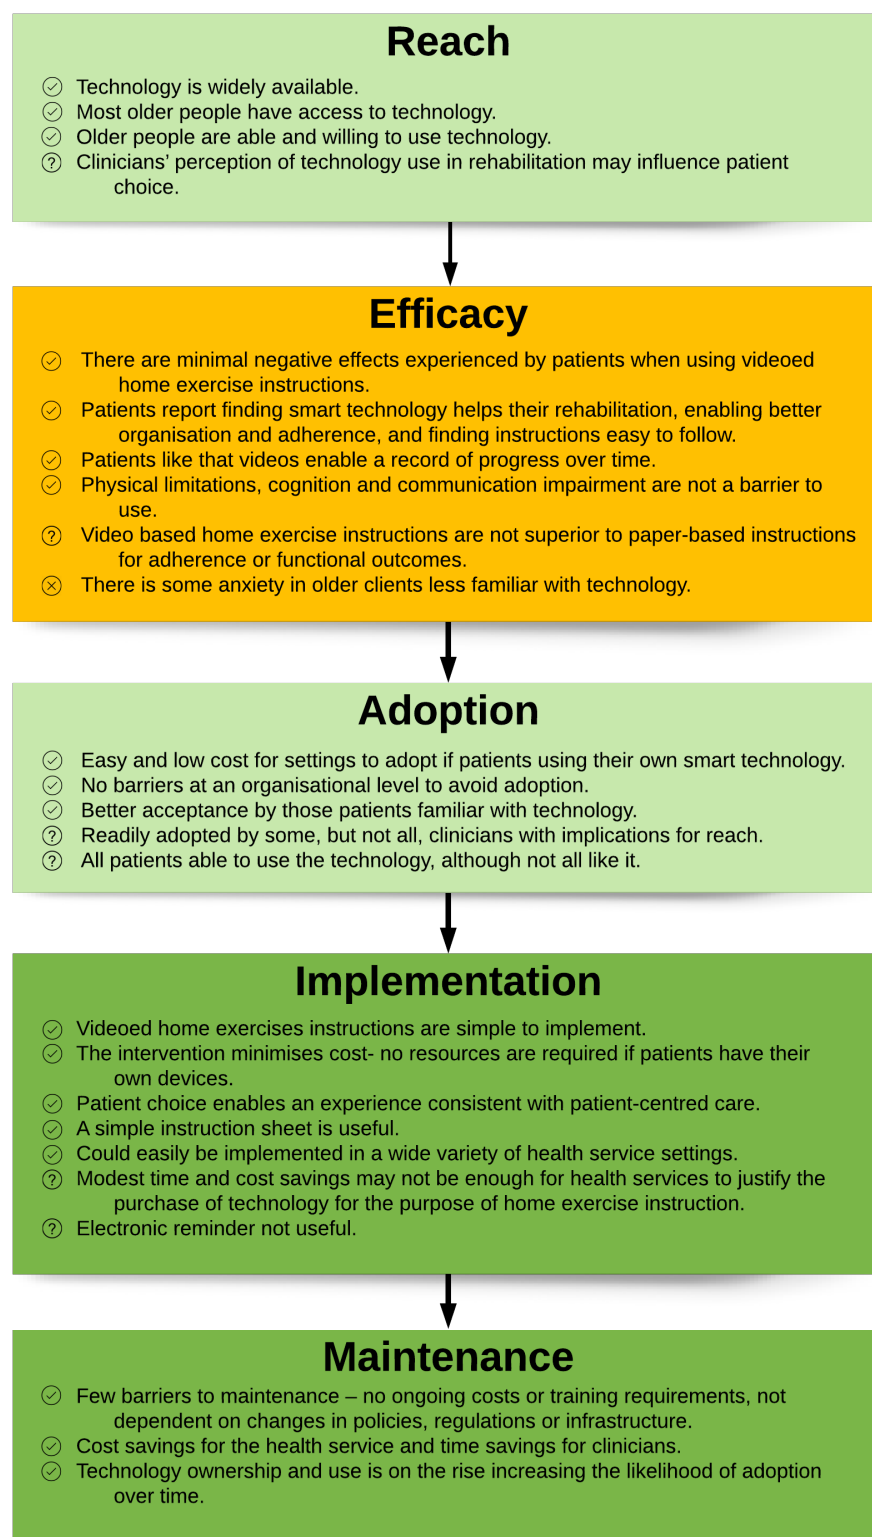 Reach
Technology is widely available.
Most older people have access to technology.
Older people are able and willing to use technology.
? Clinicians' perception of technology use in rehabilitation may influence patient
choice.
Efficacy
There are minimal negative effects experienced by patients when using videoed
home exercise instructions.
Patients report finding smart technology helps their rehabilitation, enabling better
organisation and adherence, and finding instructions easy to follow.
Patients like that videos enable a record of progress over time.
Physical limitations, cognition and communication impairment are not a barrier to
use.
? Video based home exercise instructions are not superior to paper-based instructions
for adherence or functional outcomes.
There is some anxiety in older clients less familiar with technology.
Adoption
Easy and low cost for settings to adopt if patients using their own smart technology.
No barriers at an organisational level to avoid adoption.
Better acceptance by those patients familiar with technology.
? Readily adopted by some, but not all, clinicians with implications for reach.
? All patients able to use the technology, although not all like it.
Implementation
Videoed home exercises instructions are simple to implement.
The intervention minimises cost- no resources are required if patients have their
own devices.
Patient choice enables an experience consistent with patient-centred care.
A simple instruction sheet is useful.
Could easily be implemented in a wide variety of health service settings.
? Modest time and cost savings may not be enough for health services to justify the
purchase of technology for the purpose of home exercise instruction.
? Electronic reminder not useful.
Maintenance
Few barriers to maintenance – no ongoing costs or training requirements, not
dependent on changes in policies, regulations or infrastructure.
Cost savings for the health service and time savings for clinicians.
Technology ownership and use is on the rise increasing the likelihood of adoption
over time.